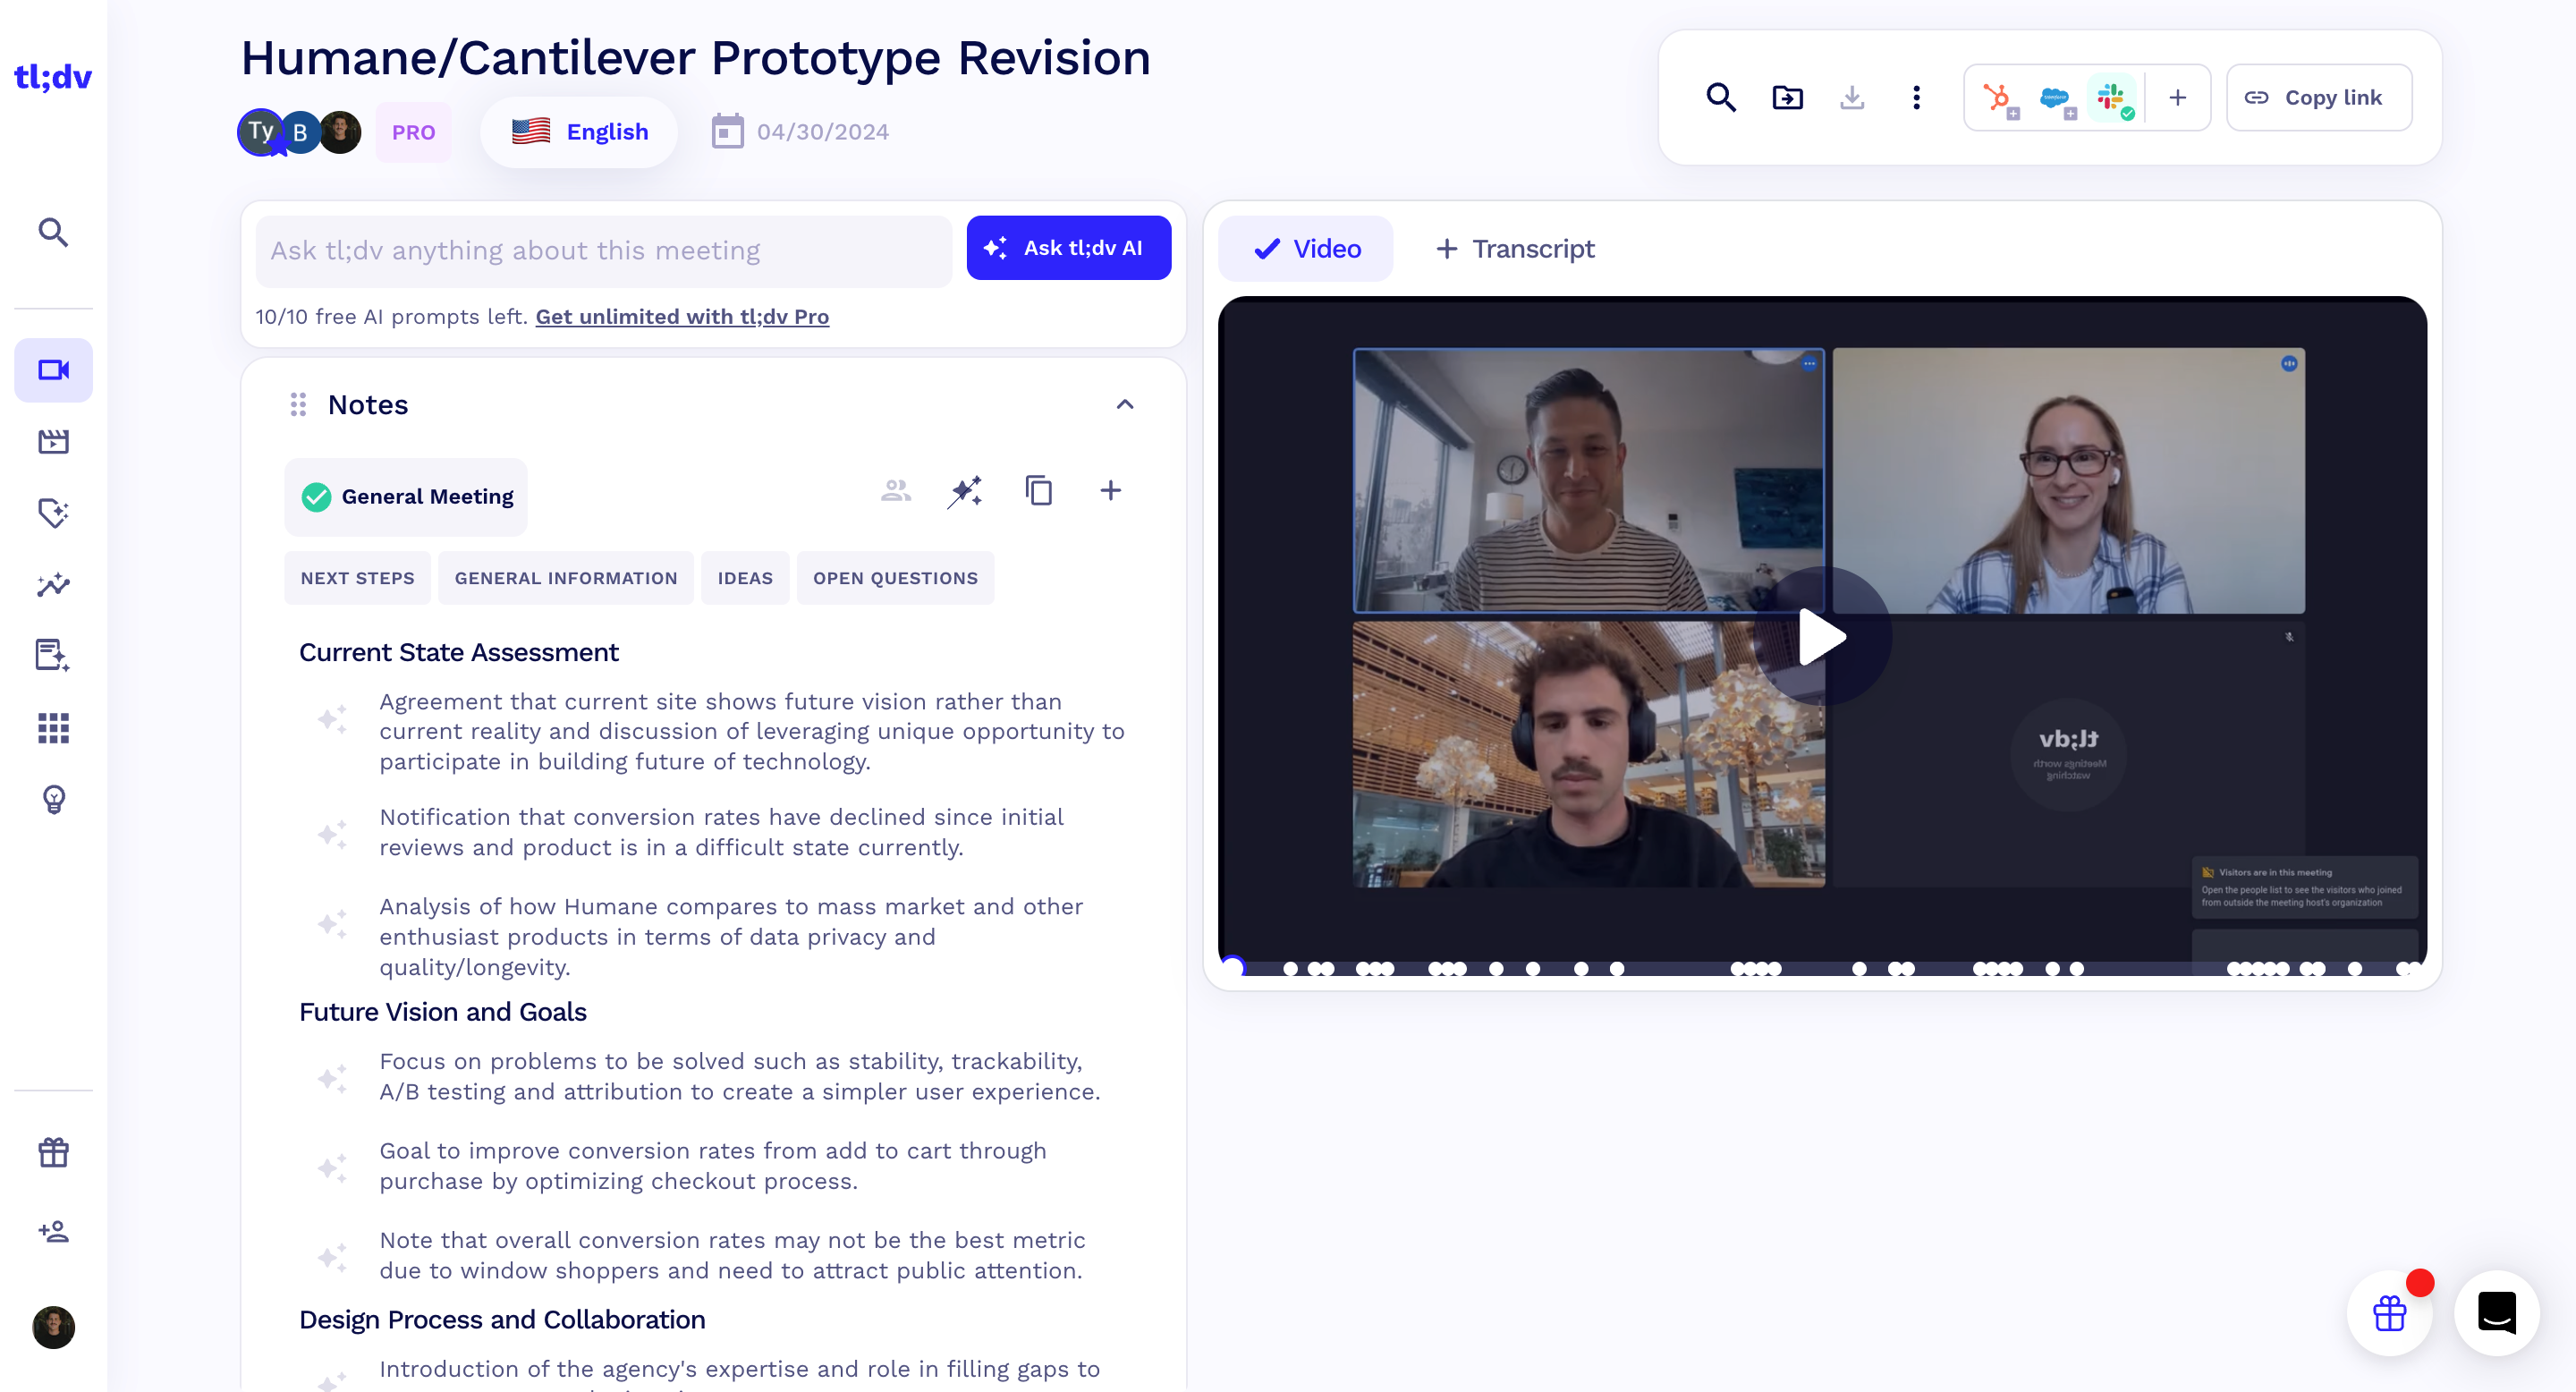 tl;dv
Humane/Cantilever Prototype Revision
Ty
B
PRO
English
04/30/2024
salesforce
Copy link
Ask tl;dv anything about this meeting
Ask tl;dv AI
10/10 free AI prompts left. Get unlimited with tl;dv Pro
Notes
General Meeting
NEXT STEPS
GENERAL INFORMATION
IDEAS
OPEN QUESTIONS
Current State Assessment
Agreement that current site shows future vision rather than
current reality and discussion of leveraging unique opportunity to
participate in building future of technology.
Notification that conversion rates have declined since initial
reviews and product is in a difficult state currently.
Analysis of how Humane compares to mass market and other
enthusiast products in terms of data privacy and
quality/longevity.
Future Vision and Goals
Focus on problems to be solved such as stability, trackability,
A/B testing and attribution to create a simpler user experience.
Goal to improve conversion rates from add to cart through
purchase by optimizing checkout process.
Note that overall conversion rates may not be the best metric
due to window shoppers and need to attract public attention.
Design Process and Collaboration
Introduction of the agency's expertise and role in filling gaps to
Video
Transcript
tl;dv
Meetings worth
watching
Visitors are in this meeting
Open the people list to see the visitors who joined
from outside the meeting host's organization